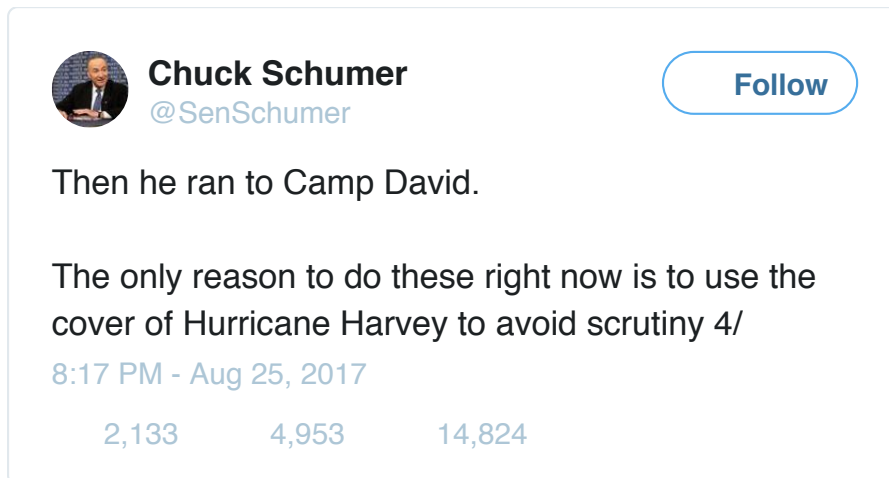 Chuck Schumer
@SenSchumer
Follow
Then he ran to Camp David.
The only reason to do these right now is to use the
cover of Hurricane Harvey to avoid scrutiny 4/
8:17 PM - Aug 25, 2017
2,133 4,953 14,824